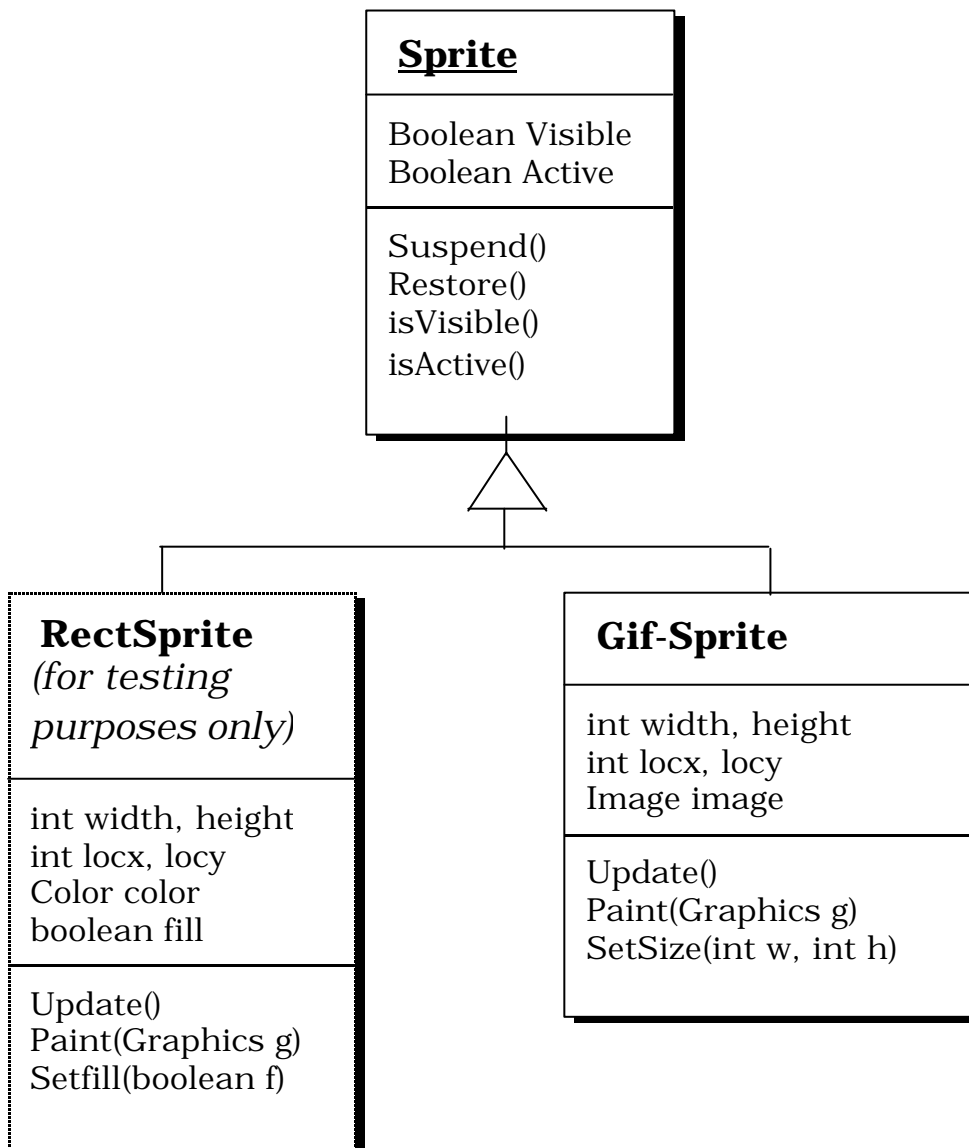 Sprite
Boolean Visible
Boolean Active
Suspend()
Restore()
isVisible()
isActive()
RectSprite
(for testing
purposes only)
int width, height
int locx, locy
Color color
boolean fill
Update()
Paint(Graphics g)
Setfill(boolean f)
Gif-Sprite
int width, height
int locx, locy
Image image
Update()
Paint(Graphics g)
SetSize(int w, int h)